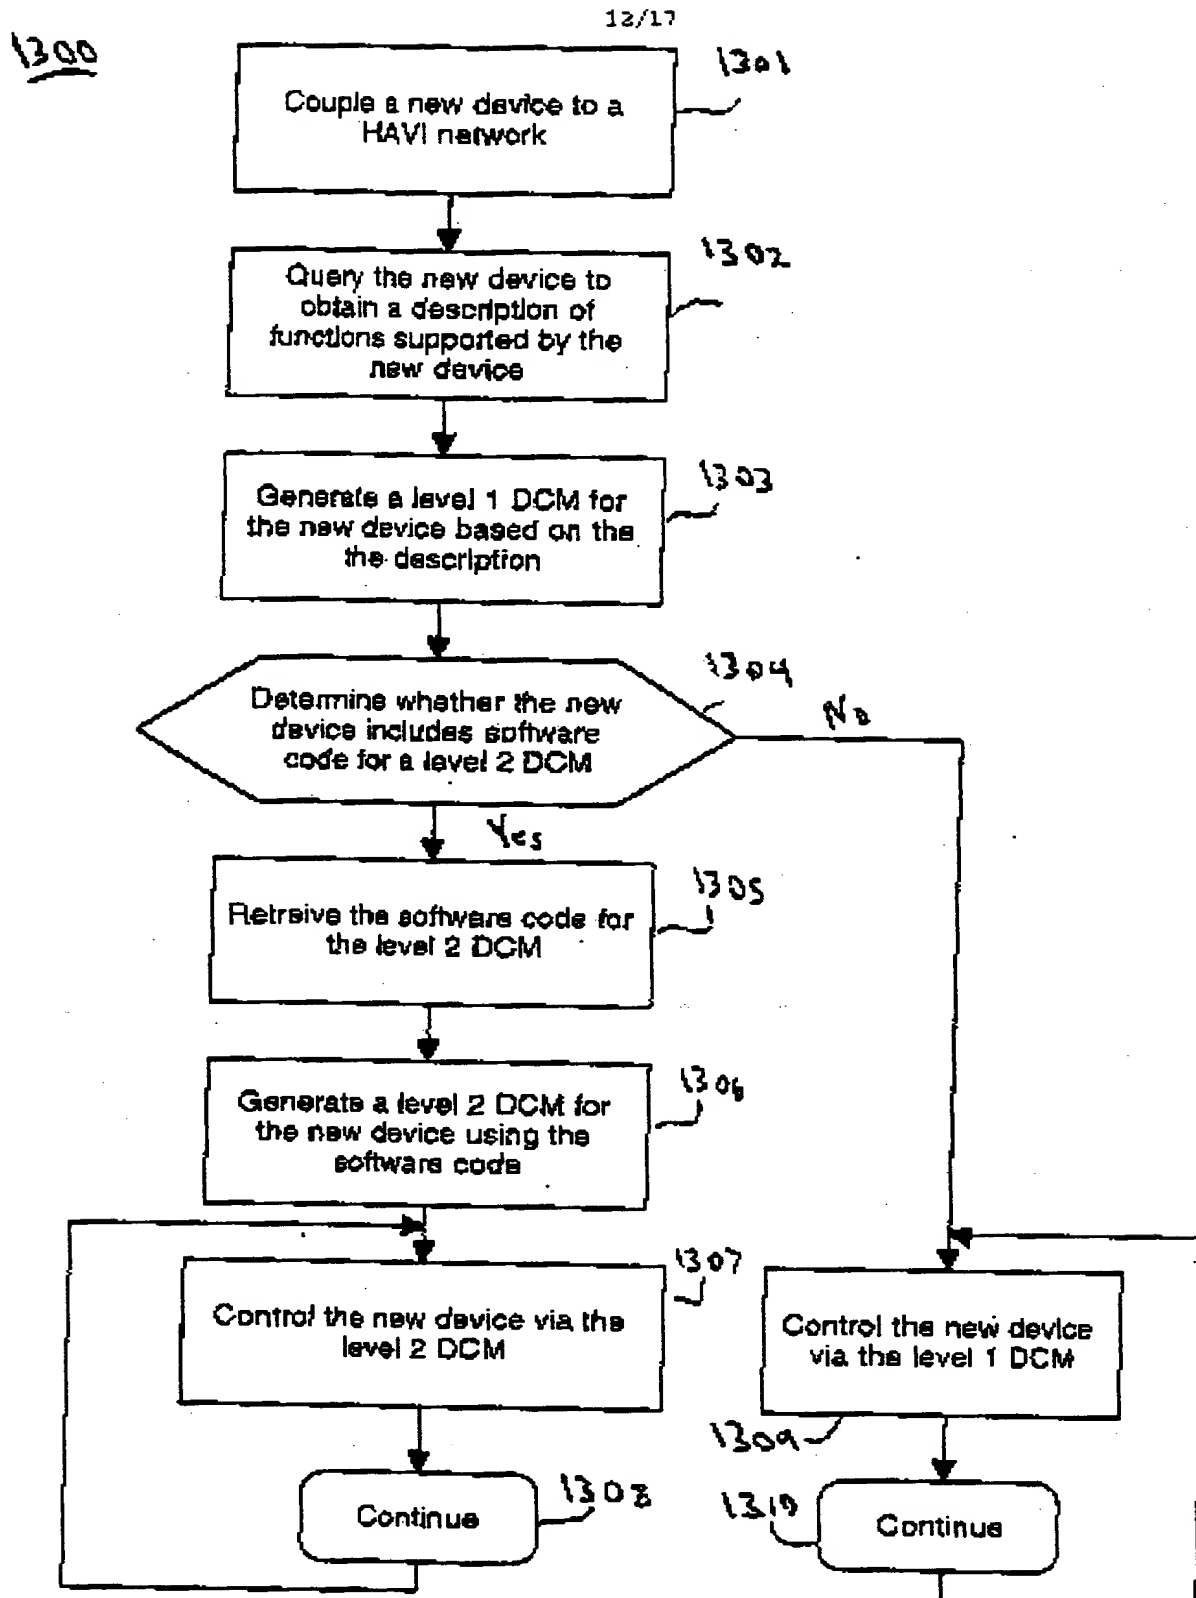 12/17
1300
1301
Couple a new device to a
HAVI network
1302
Query the new device to
obtain a description of
functions supported by the
new device
1303
Generate a level 1 DCM for
the new device based on the
the description
1304
Determine whether the new
device includes software
code for a level 2 DCM
No
Yes
1305
Retreive the software code for
the level 2 DCM
1306
Generate a level 2 DCM for
the new device using the
software code
1307
Control the new device via the
level 2 DCM
Control the new device
via the level 1 DCM
1309
1308
Continue
1310
Continue